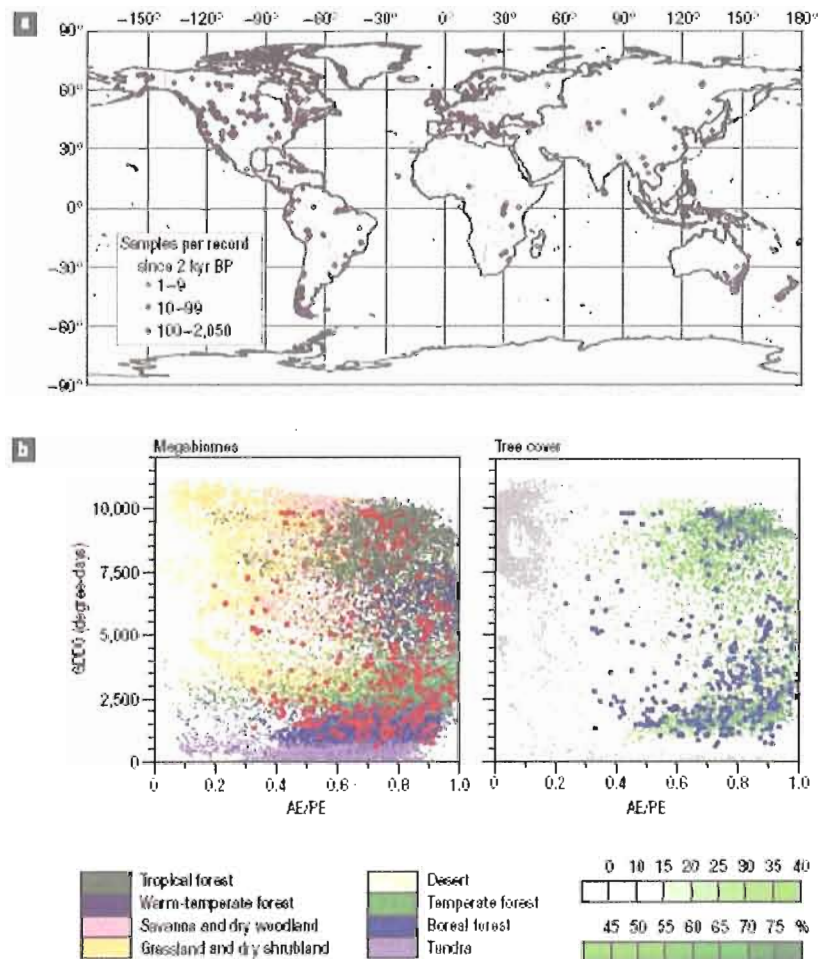 a
−150° −120° −90° −60° −30° 0° 30° 60° 90° 120° 150° 180°
90°
60°
30°
0°
−30°
−60°
−90°
Samples per record
since 2 kyr BP
1–9
10–99
100–2,050
b
Megabiomes
Tree cover
GDD0 (degree-days)
10,000
7,500
5,000
2,500
0
0 0.2 0.4 0.6 0.8 1.0
AE/PE
0 0.2 0.4 0.6 0.8 1.0
AE/PE
Tropical forest
Warm-temperate forest
Savanna and dry woodland
Grassland and dry shrubland
Desert
Temperate forest
Boreal forest
Tundra
0 10 15 20 25 30 35 40
45 50 55 60 65 70 75 %